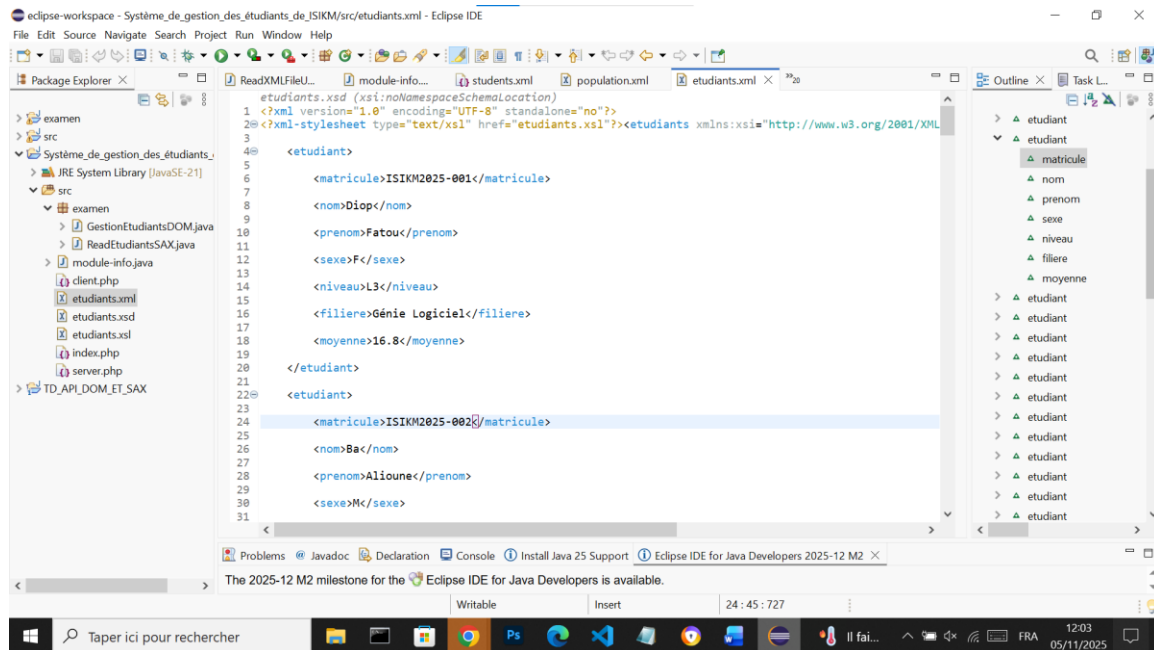 eclipse-workspace - Système_de_gestion_des_étudiants_de_ISIKM/src/etudiants.xml - Eclipse IDE
File Edit Source Navigate Search Project Run Window Help
Package Explorer
examen
src
Système_de_gestion_des_étudiants_
JRE System Library [JavaSE-21]
src
examen
GestionEtudiantsDOM.java
ReadEtudiantsSAX.java
module-info.java
client.php
etudiants.xml
etudiants.xsd
etudiants.xsl
index.php
server.php
TD_API_DOM_ET_SAX
ReadXMLFileU... module-info.... students.xml population.xml etudiants.xml 20
etudiants.xsd (xsi:noNamespaceSchemaLocation)
1 <?xml version="1.0" encoding="UTF-8" standalone="no"?>
2 <?xml-stylesheet type="text/xsl" href="etudiants.xsl"?><etudiants xmlns:xsi="http://www.w3.org/2001/XML
3
4 <etudiant>
5
6 <matricule>ISIKM2025-001</matricule>
7
8 <nom>Diop</nom>
9
10 <prenom>Fatou</prenom>
11
12 <sexe>F</sexe>
13
14 <niveau>L3</niveau>
15
16 <filiere>Génie Logiciel</filiere>
17
18 <moyenne>16.8</moyenne>
19
20 </etudiant>
21
22 <etudiant>
23
24 <matricule>ISIKM2025-002</matricule>
25
26 <nom>Ba</nom>
27
28 <prenom>Alioune</prenom>
29
30 <sexe>M</sexe>
31
Outline Task L...
etudiant
etudiant
matricule
nom
prenom
sexe
niveau
filiere
moyenne
etudiant
etudiant
etudiant
etudiant
etudiant
etudiant
etudiant
etudiant
etudiant
etudiant
etudiant
etudiant
Problems Javadoc Declaration Console Install Java 25 Support Eclipse IDE for Java Developers 2025-12 M2
The 2025-12 M2 milestone for the Eclipse IDE for Java Developers is available.
Writable Insert 24 : 45 : 727
Taper ici pour rechercher Ps Il fai... FRA 12:03
05/11/2025